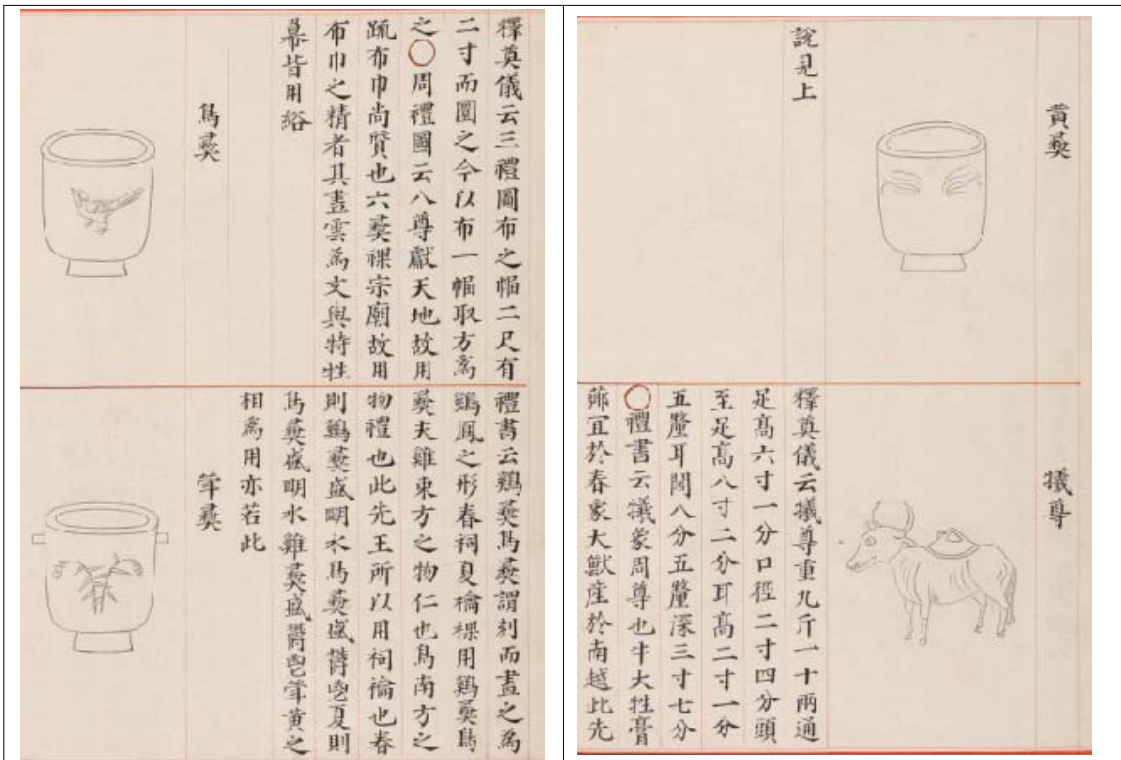 釋奠儀云三禮圖布之幅二尺有
二寸而圜之今以布一幅取方爲
之○周禮圖云八尊獻天地故用
疏布巾尚質也六彝祼宗廟故用
布巾之精者其畫雲爲文與特牲
冪皆用綌
鳥彝
禮書云鷄彝鳥彝謂刻而畫之爲
鷄鳳之形春祠夏禴祼用鷄彝鳥
彝夫雞東方之物仁也鳥南方之
物禮也此先王所以用祠禴也春
則鷄彝盛明水鳥彝盛鬱鬯夏則
鳥彝盛明水雞彝盛鬱鬯斝黃之
相爲用亦若此
斝彝
黃彝
說見上
犧尊
釋奠儀云犧尊重九斤一十兩通
足高六寸一分口徑二寸四分頭
至足高八寸二分耳高二寸一分
五釐耳闊八分五釐深三寸七分
○禮書云犧象周尊也牛大牲膏
薌宜於春象大獸産於南越此先